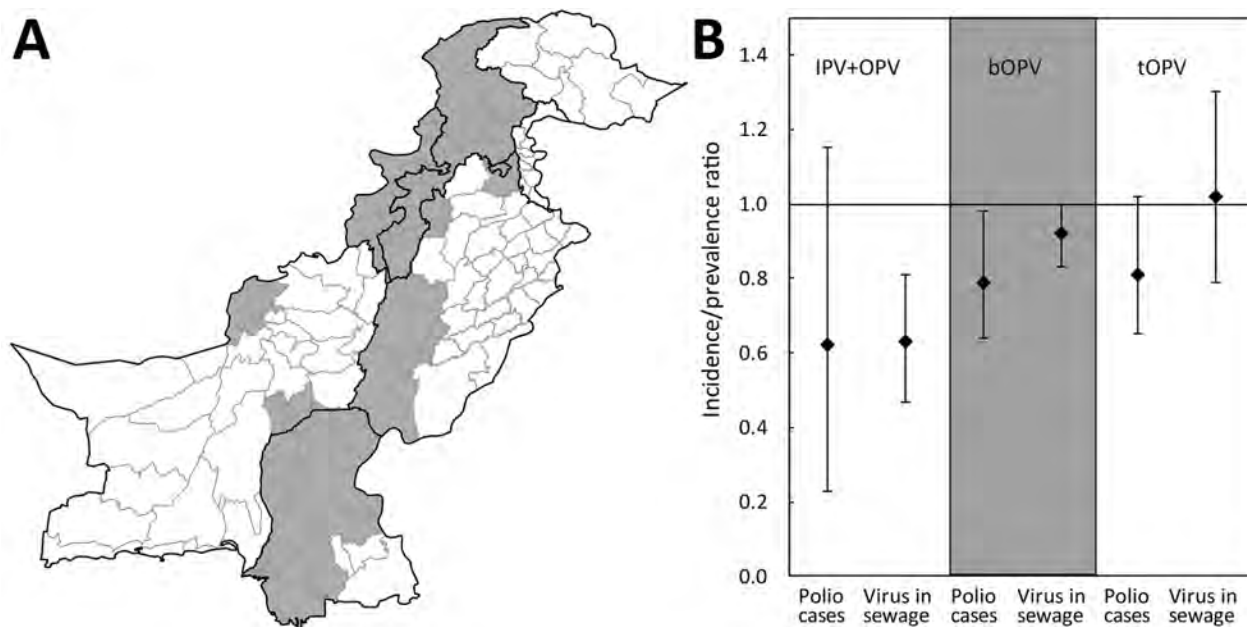 A
B
Incidence/prevalence ratio
1.4
1.2
1.0
0.8
0.6
0.4
0.2
0.0
IPV+OPV
bOPV
tOPV
Polio cases
Virus in sewage
Polio cases
Virus in sewage
Polio cases
Virus in sewage